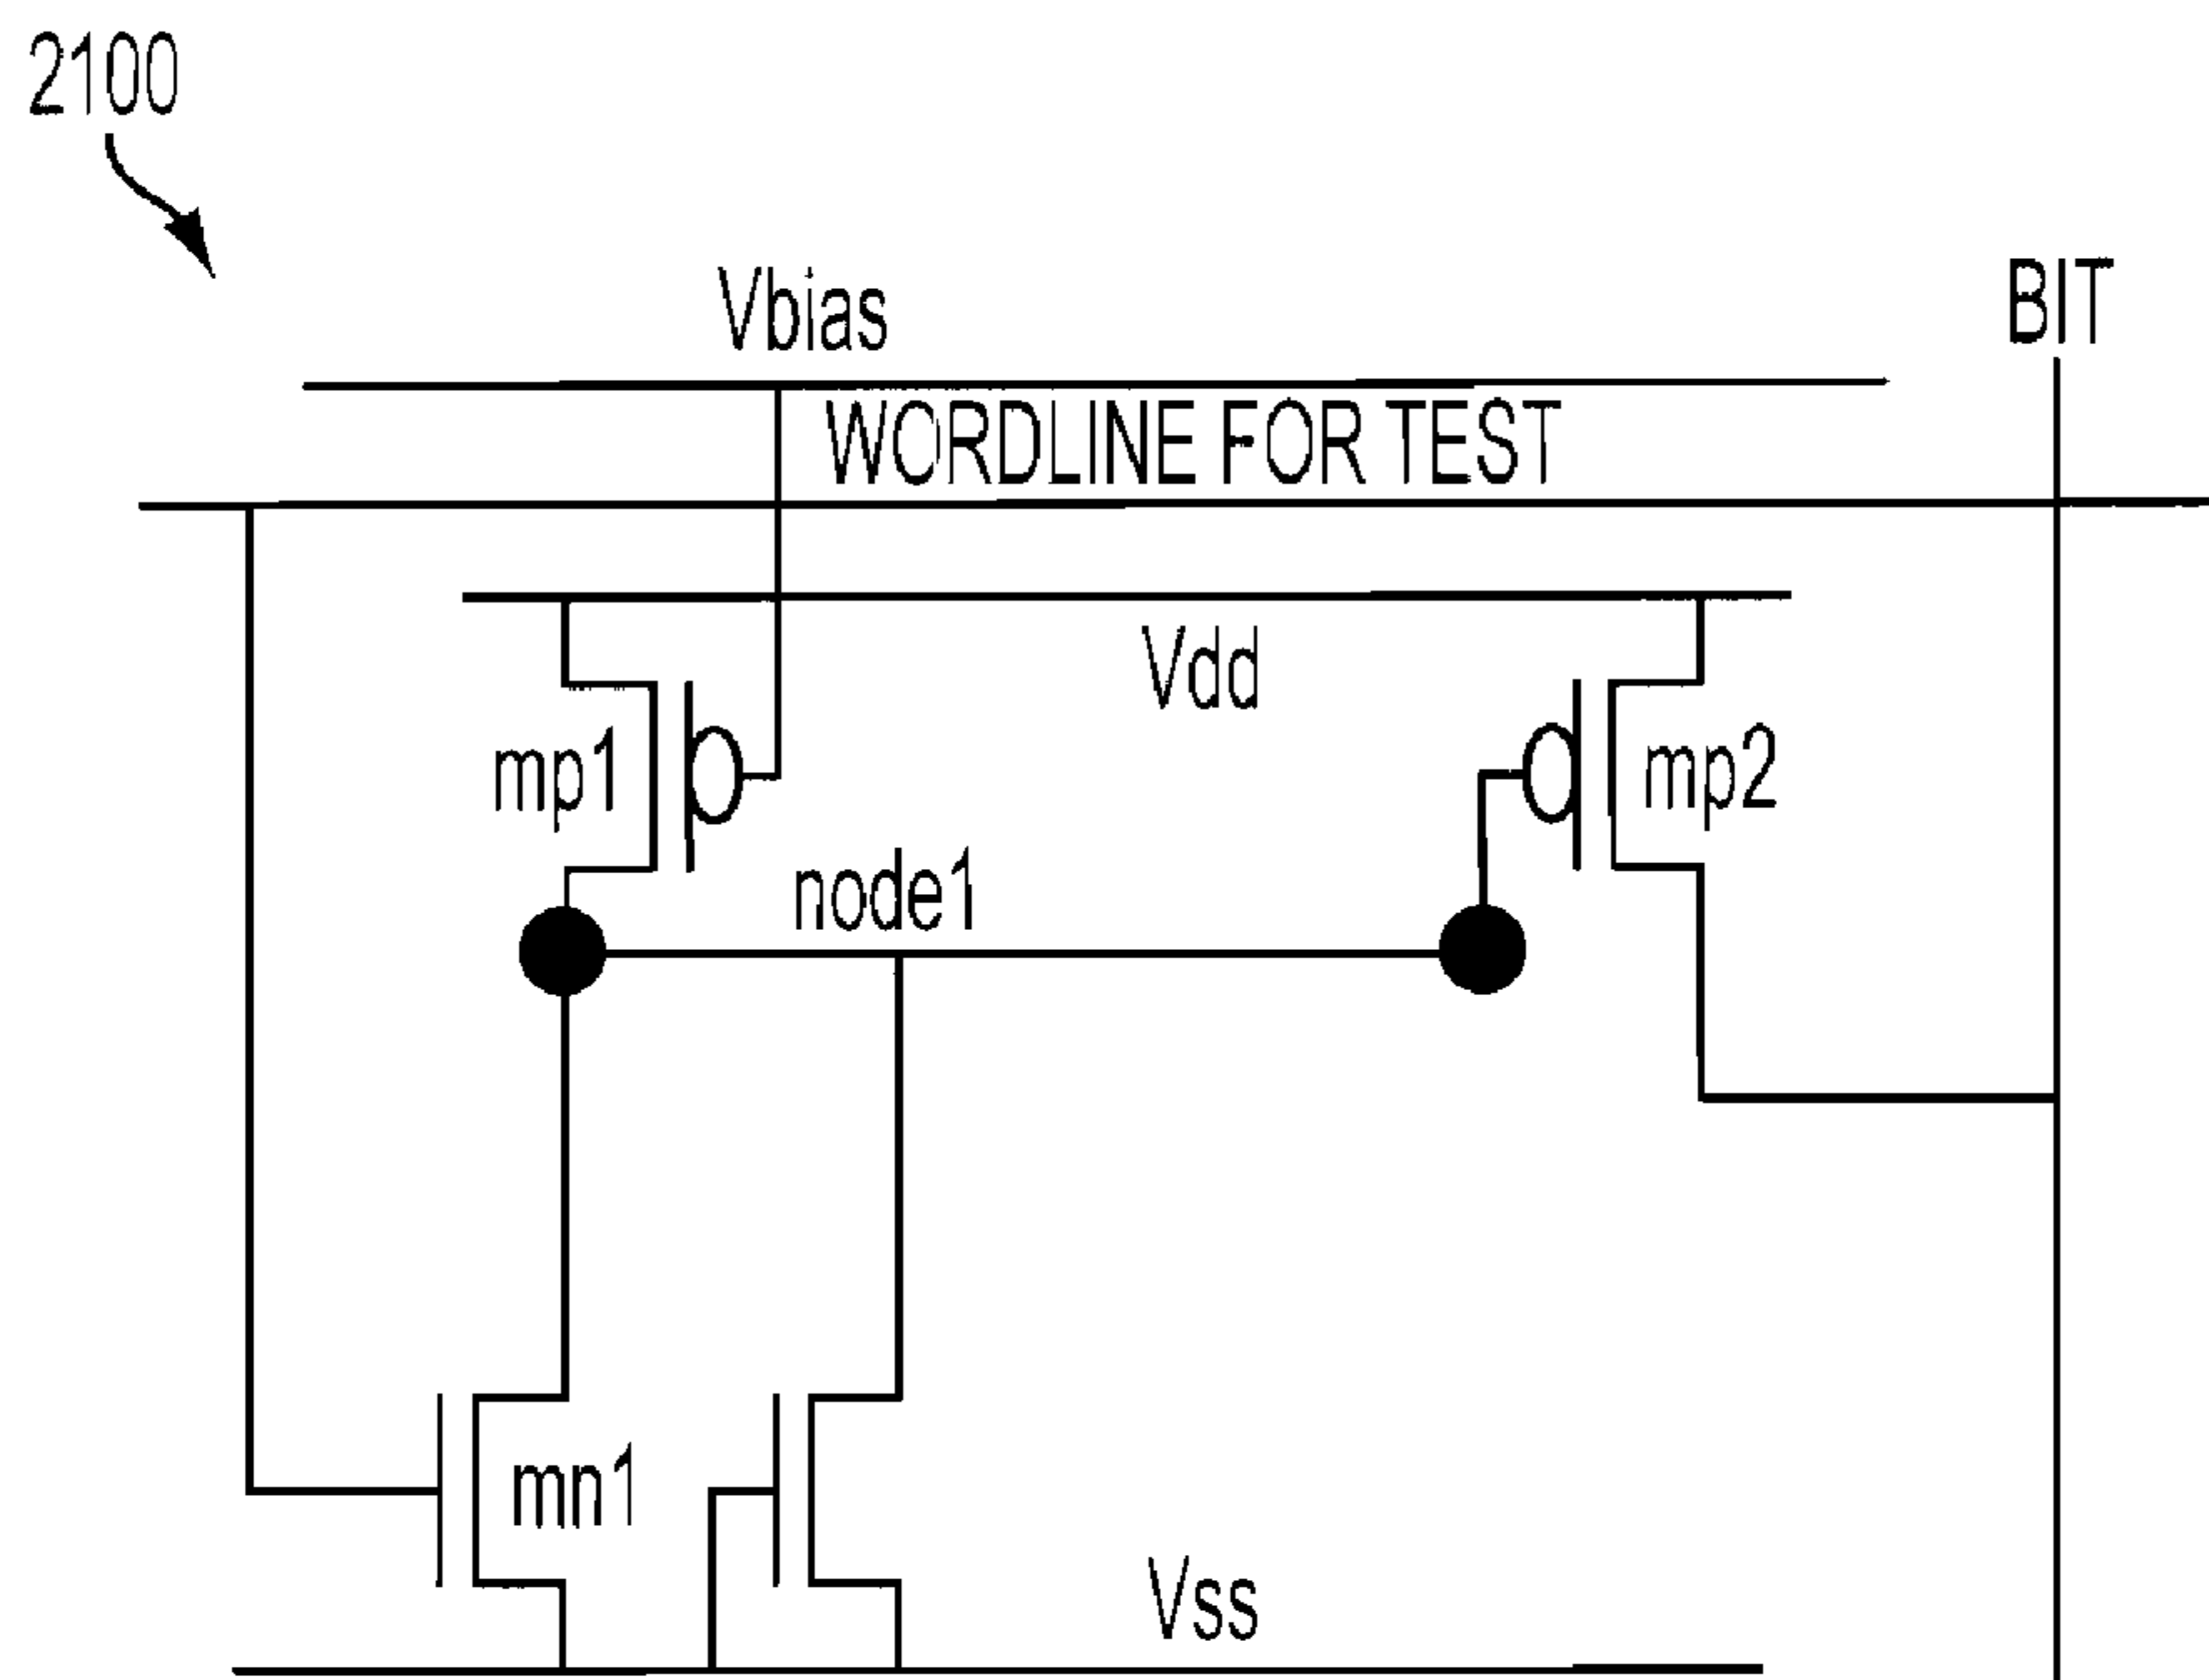 2100
Vbias
BIT
WORDLINE FOR TEST
Vdd
mp1
mp2
node1
mn1
Vss